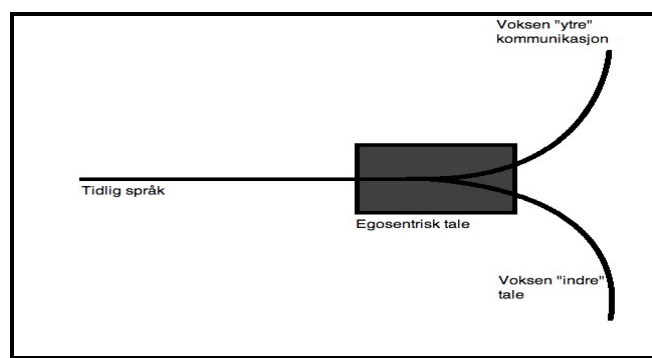 Voksen "ytre"
kommunikasjon
Tidlig språk
Egosentrisk tale
Voksen "indre"
tale